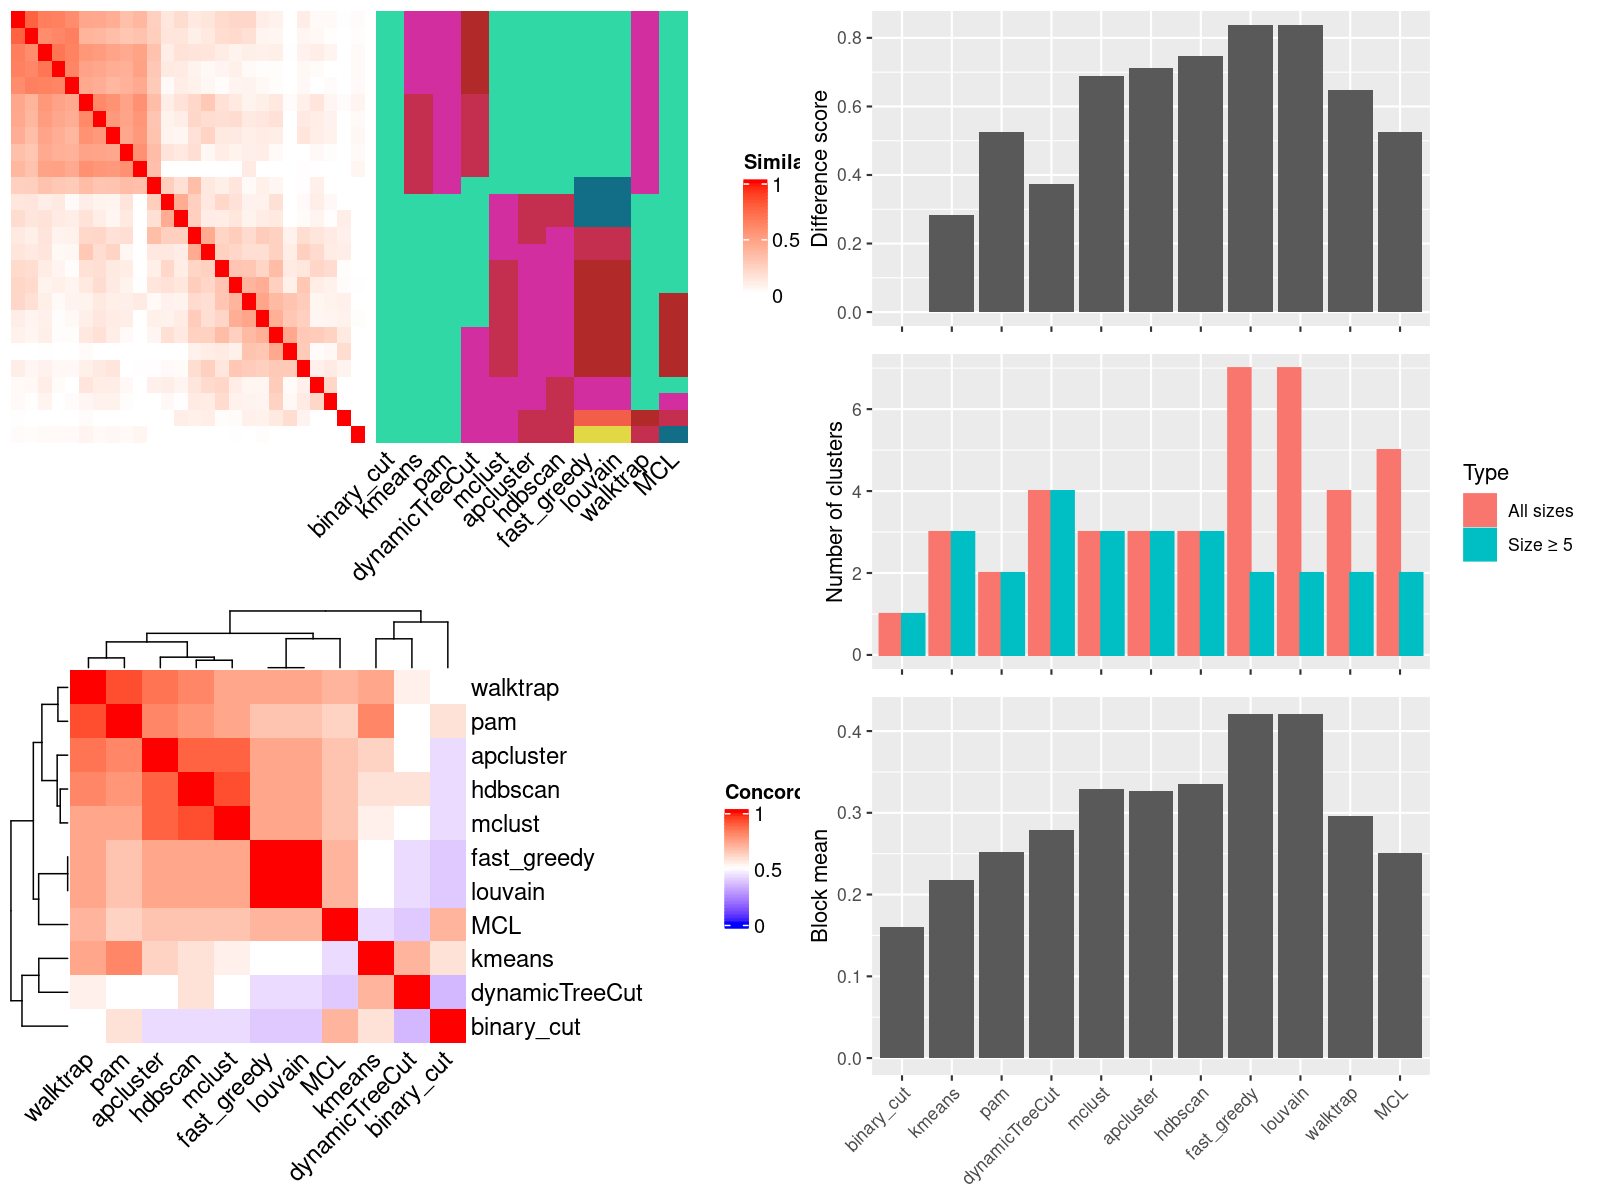 Simila
1
0.5
0
binary_cut
kmeans
pam
dynamicTreeCut
mclust
apcluster
hdbscan
fast_greedy
louvain
walktrap
MCL
walktrap
pam
apcluster
hdbscan
mclust
fast_greedy
louvain
MCL
kmeans
dynamicTreeCut
binary_cut
Concord
1
0.5
0
walktrap
pam
apcluster
hdbscan
mclust
fast_greedy
louvain
MCL
kmeans
dynamicTreeCut
binary_cut
Difference score
0.8
0.6
0.4
0.2
0.0
Number of clusters
6
4
2
0
Type
All sizes
Size ≥ 5
Block mean
0.4
0.3
0.2
0.1
0.0
binary_cut
kmeans
pam
dynamicTreeCut
mclust
apcluster
hdbscan
fast_greedy
louvain
walktrap
MCL